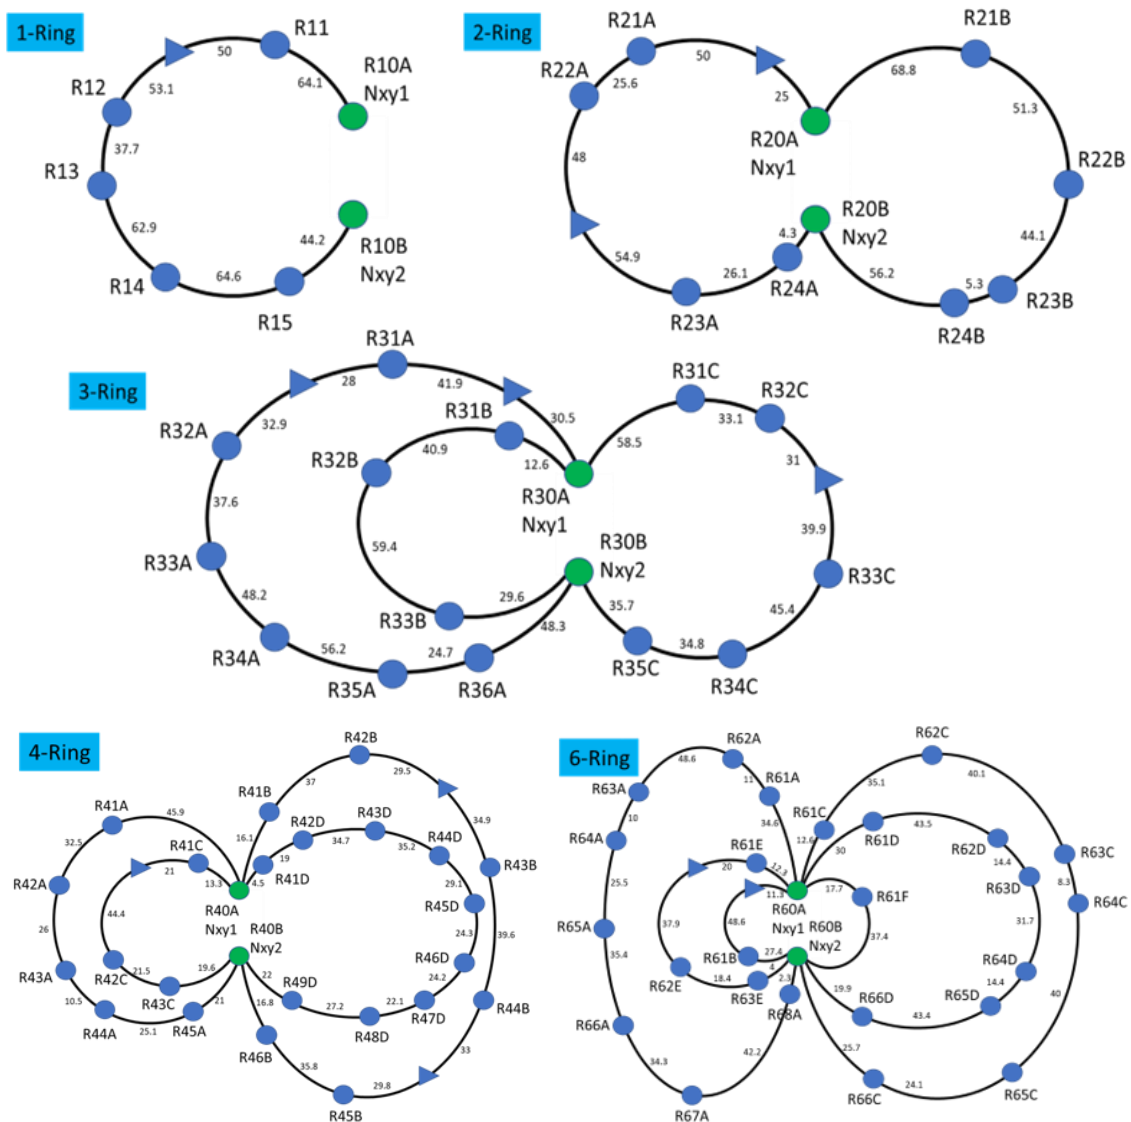 1-Ring
R11
50
R10A
Nxy1
64.1
53.1
R12
37.7
R13
62.9
R14
64.6
R15
44.2
R10B
Nxy2
2-Ring
R21A
50
R22A
25.6
25
48
R20A
Nxy1
R20B
Nxy2
4.3
54.9
26.1
R24A
R23A
R21B
68.8
51.3
R22B
44.1
5.3
R23B
56.2
R24B
3-Ring
R31A
28
41.9
30.5
32.9
R32A
37.6
R33A
48.2
R34A
56.2
R35A
24.7
R36A
48.3
R31B
40.9
12.6
R32B
59.4
R33B
29.6
R30A
Nxy1
R30B
Nxy2
R31C
58.5
33.1
R32C
31
39.9
R33C
45.4
34.8
R34C
35.7
R35C
4-Ring
R41A
45.9
32.5
R42A
26
R43A
10.5
R44A
25.1
R45A
21
R41C
21
13.3
44.4
R42C
21.5
R43C
19.6
R40A
Nxy1
R40B
Nxy2
R42B
37
29.5
R41B
16.1
34.9
R43B
39.6
R44B
33
29.8
R45B
35.8
R46B
16.8
4.5
R41D
19
R42D
34.7
R43D
35.2
R44D
29.1
R45D
24.3
R46D
24.2
R47D
22.1
R48D
27.2
R49D
22
6-Ring
R62A
48.6
11
R61A
34.6
R63A
10
R64A
25.5
R65A
35.4
R66A
34.3
R67A
42.2
R68A
2.3
R61E
20
12.3
37.9
R62E
18.4
R63E
4
11.3
48.6
R61B
27.4
R60A
Nxy1
R60B
Nxy2
17.7
R61F
37.4
R62C
35.1
40.1
R61C
12.6
R63C
8.3
R64C
40
R65C
24.1
R66C
25.7
30
R61D
43.5
R62D
14.4
R63D
31.7
R64D
14.4
R65D
43.4
R66D
19.9